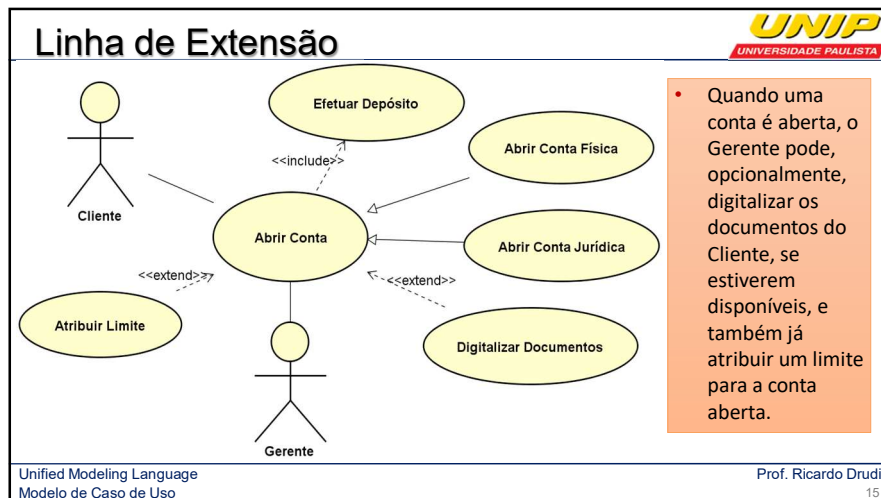 Linha de Extensão
UNIP
UNIVERSIDADE PAULISTA
Efetuar Depósito
<<include>>
Abrir Conta Física
Cliente
Abrir Conta
Abrir Conta Jurídica
<<extend>>
<<extend>>
Atribuir Limite
Digitalizar Documentos
Gerente
• Quando uma
conta é aberta, o
Gerente pode,
opcionalmente,
digitalizar os
documentos do
Cliente, se
estiverem
disponíveis, e
também já
atribuir um limite
para a conta
aberta.
Unified Modeling Language
Modelo de Caso de Uso
Prof. Ricardo Drudi
15